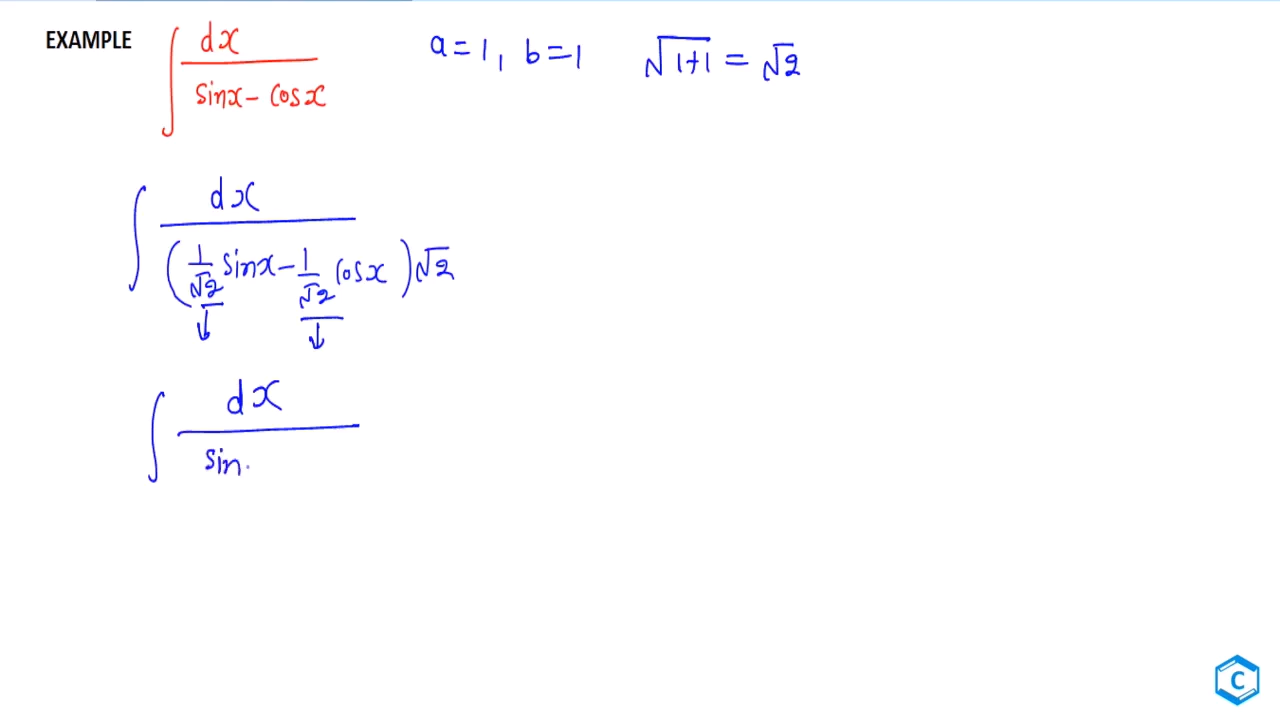 EXAMPLE ∫ dx / (sinx - cosx) a=1, b=1 √(1+1) = √2
∫ dx / ((1/√2 sinx - 1/√2 cosx)√2)
↓ ↓
∫ dx / sin
C